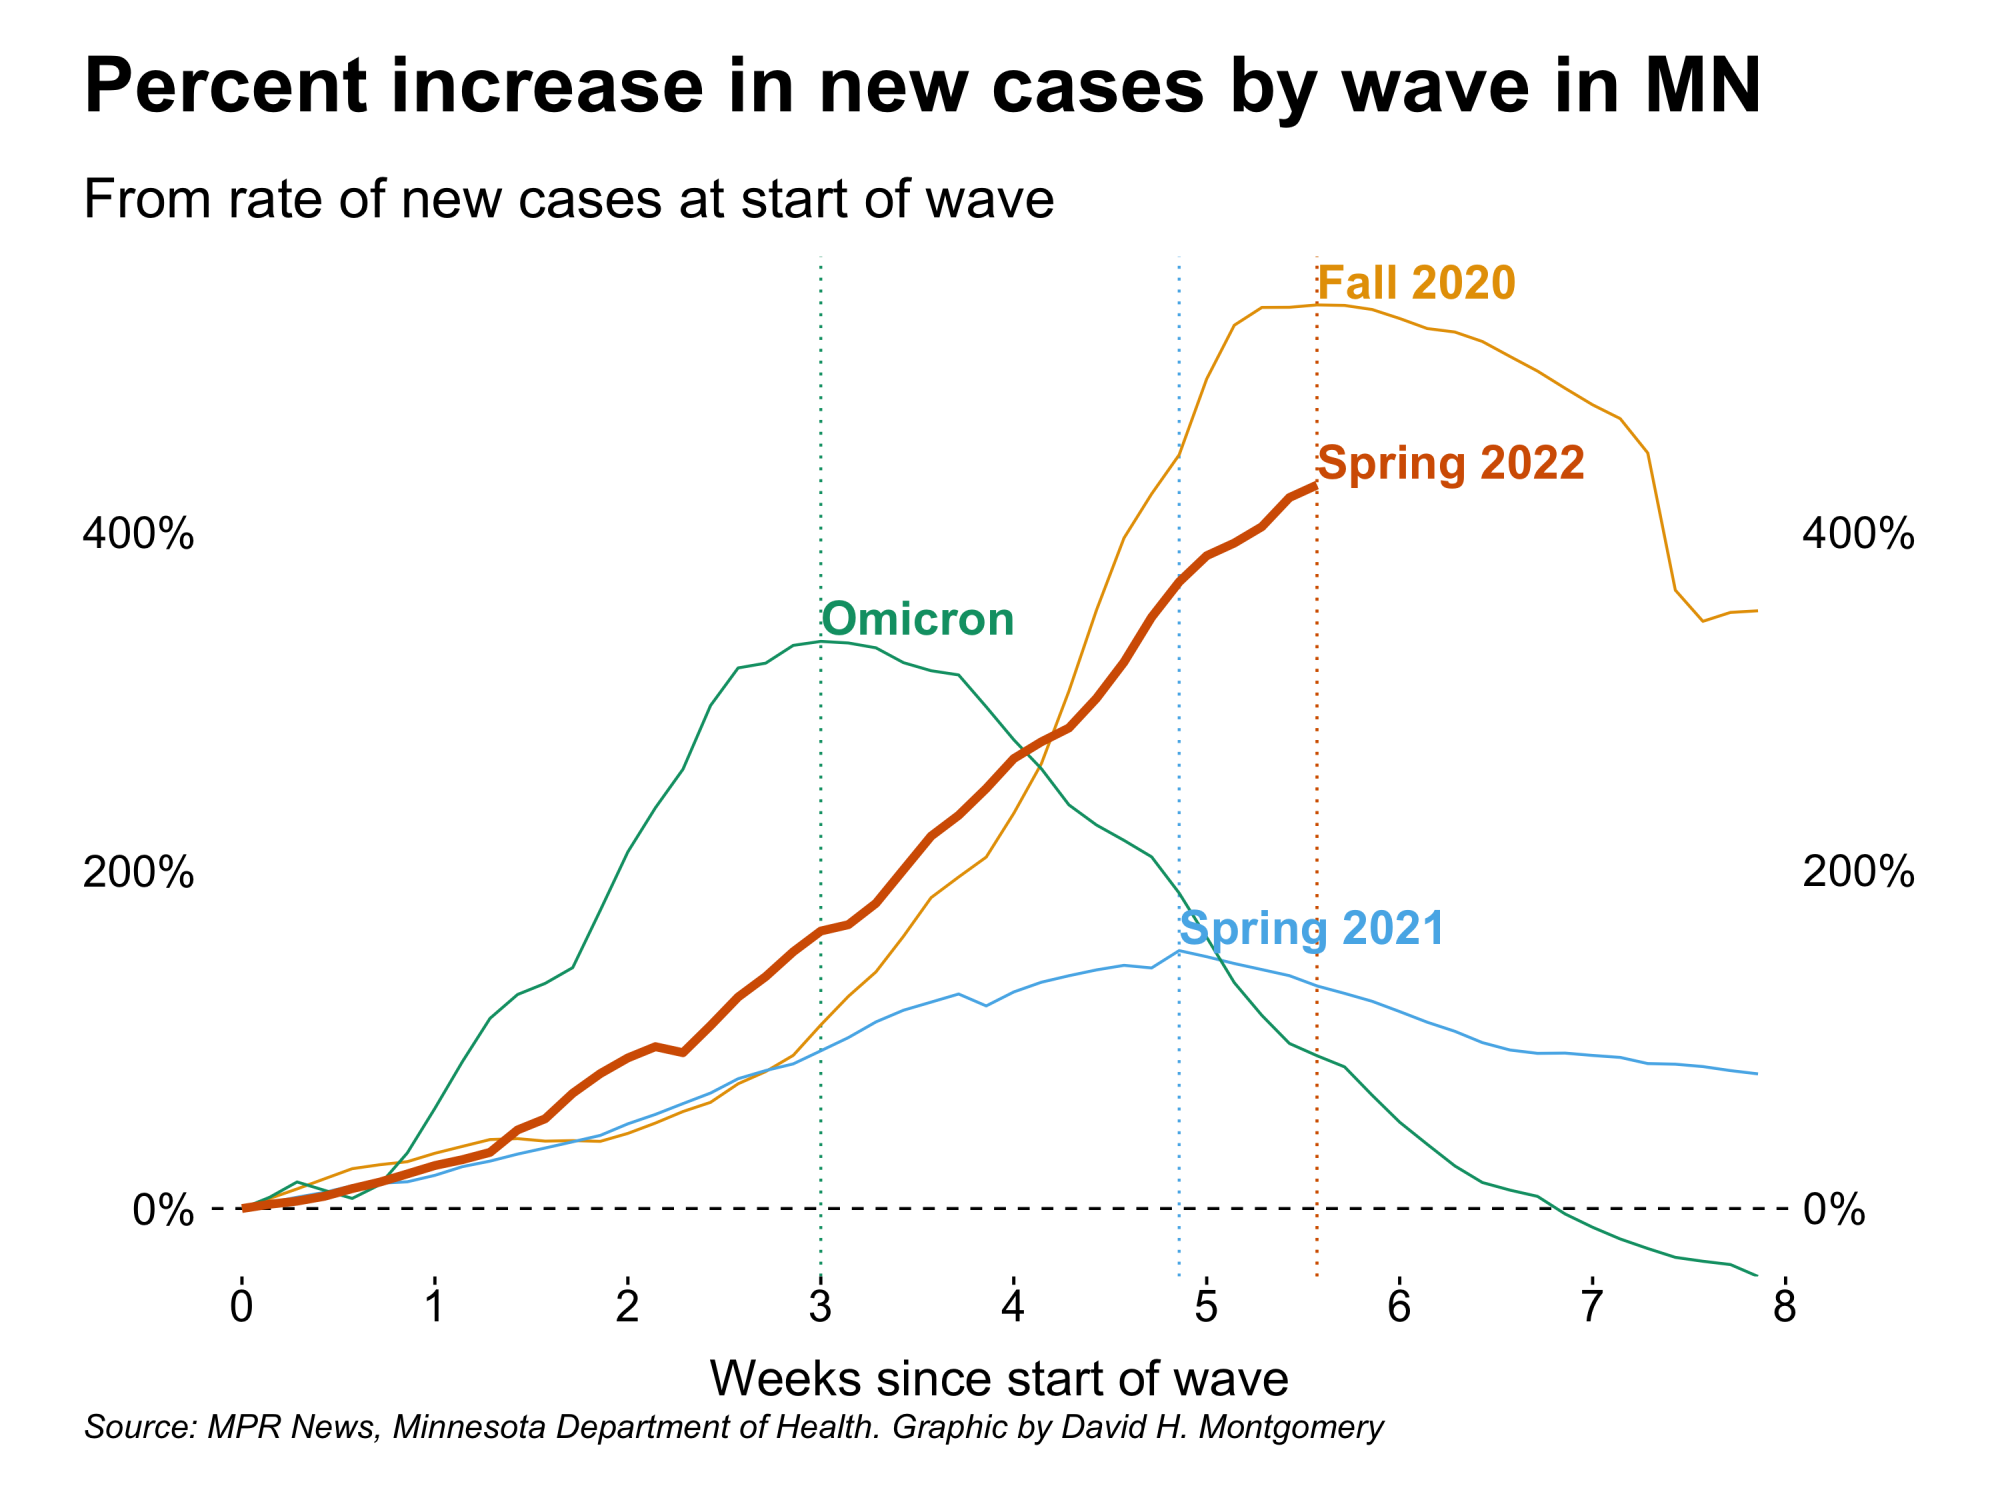 Percent increase in new cases by wave in MN
From rate of new cases at start of wave
Fall 2020
Spring 2022
400% 400%
Omicron
200% 200%
Spring 2021
0% 0%
0 1 2 3 4 5 6 7 8
Weeks since start of wave
Source: MPR News, Minnesota Department of Health. Graphic by David H. Montgomery